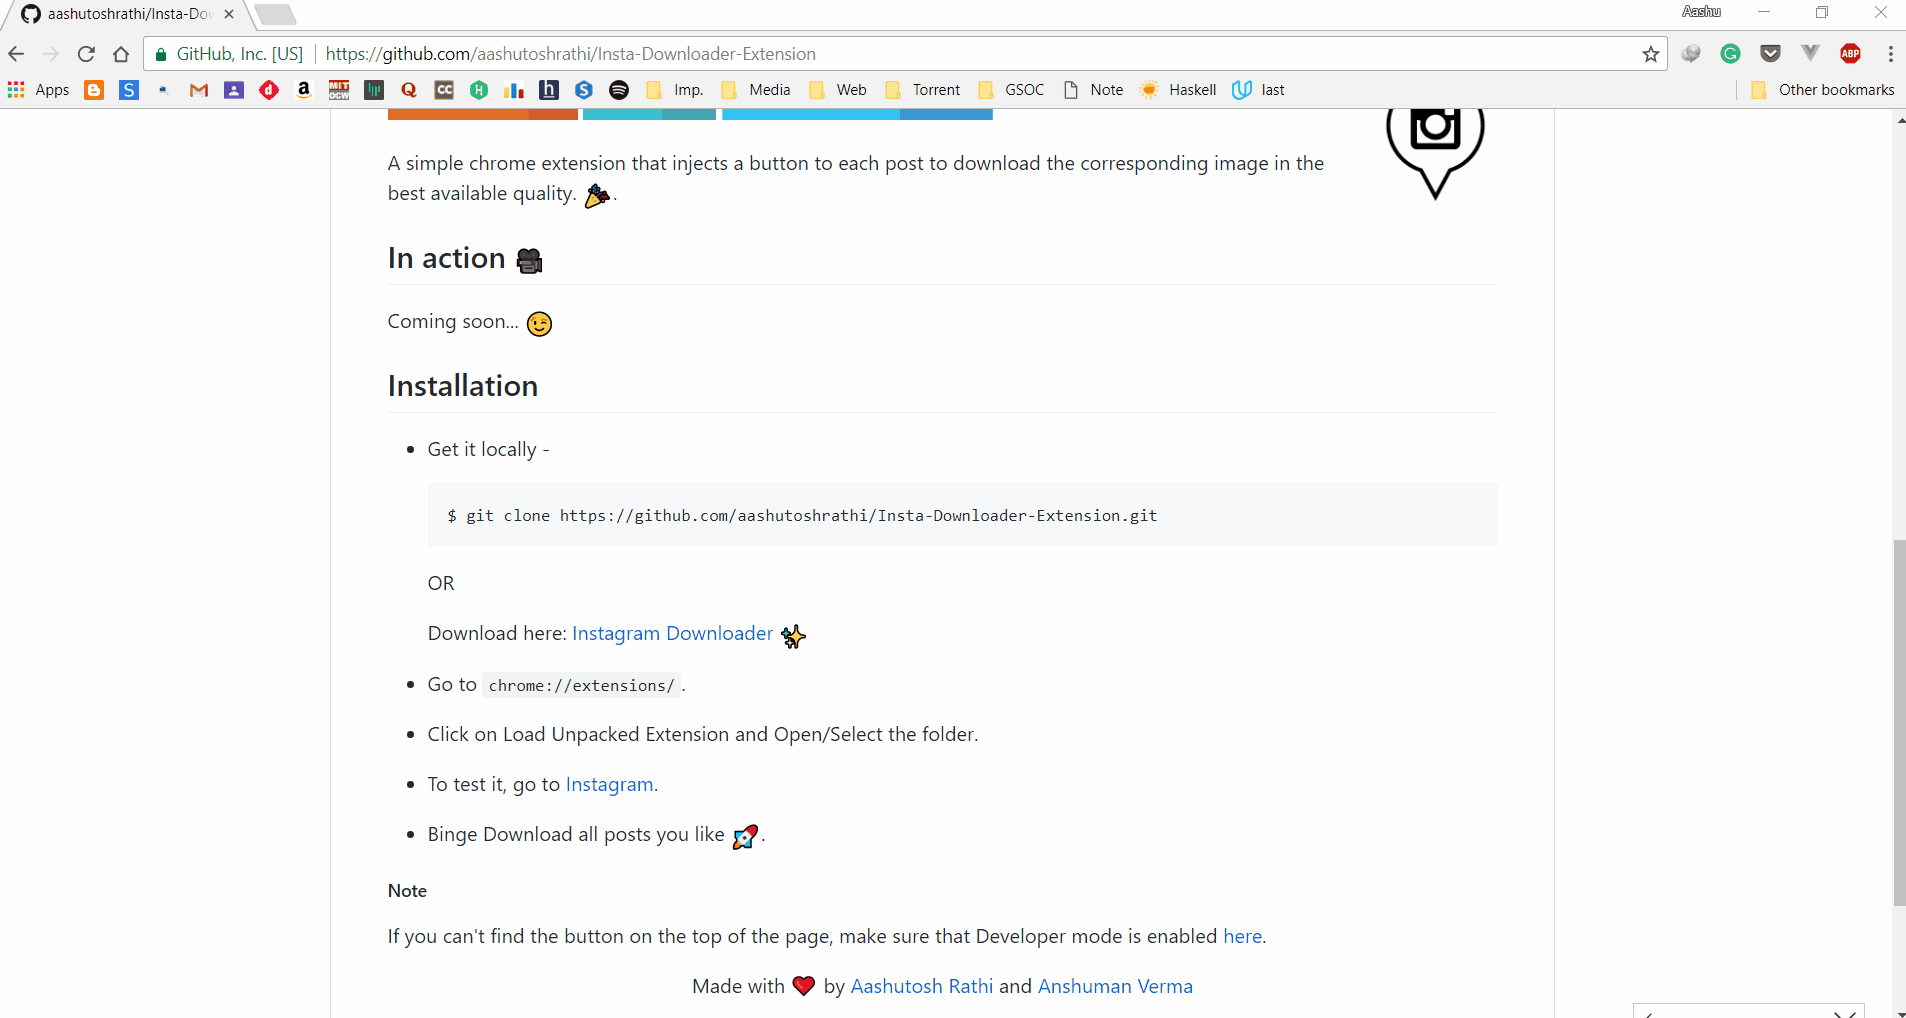 aashutoshrathi/Insta-Do
Aashu
GitHub, Inc. [US] https://github.com/aashutoshrathi/Insta-Downloader-Extension
ABP
Apps S MIT OCW Q CC h S Imp. Media Web Torrent GSOC Note Haskell last Other bookmarks
A simple chrome extension that injects a button to each post to download the corresponding image in the
best available quality. 🎉.
In action 🎥
Coming soon... 😉
Installation
• Get it locally -
$ git clone https://github.com/aashutoshrathi/Insta-Downloader-Extension.git
OR
Download here: Instagram Downloader ✨
• Go to chrome://extensions/ .
• Click on Load Unpacked Extension and Open/Select the folder.
• To test it, go to Instagram.
• Binge Download all posts you like 🚀.
Note
If you can't find the button on the top of the page, make sure that Developer mode is enabled here.
Made with ❤ by Aashutosh Rathi and Anshuman Verma